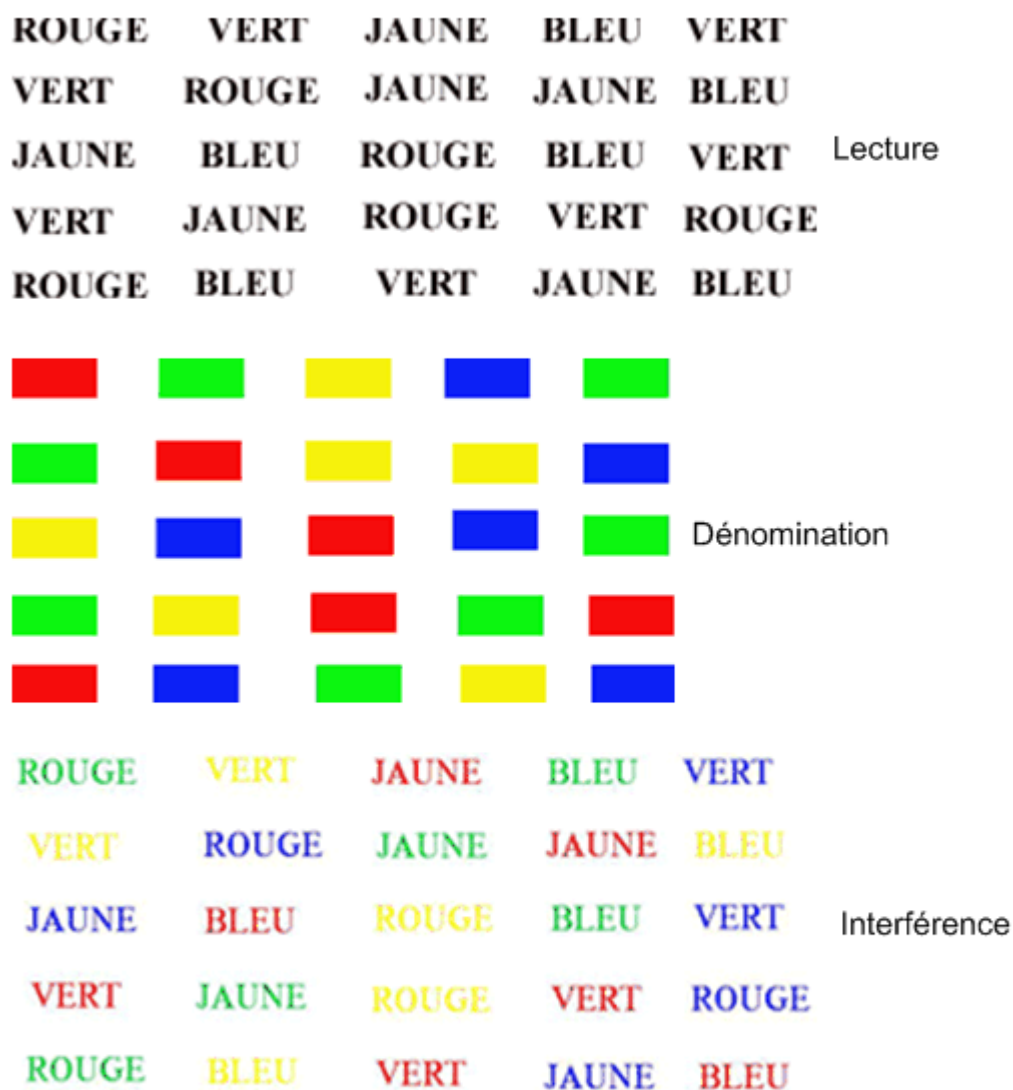 ROUGE VERT JAUNE BLEU VERT
VERT ROUGE JAUNE JAUNE BLEU
JAUNE BLEU ROUGE BLEU VERT
Lecture
VERT JAUNE ROUGE VERT ROUGE
ROUGE BLEU VERT JAUNE BLEU
Dénomination
ROUGE VERT JAUNE BLEU VERT
VERT ROUGE JAUNE JAUNE BLEU
JAUNE BLEU ROUGE BLEU VERT
Interférence
VERT JAUNE ROUGE VERT ROUGE
ROUGE BLEU VERT JAUNE BLEU